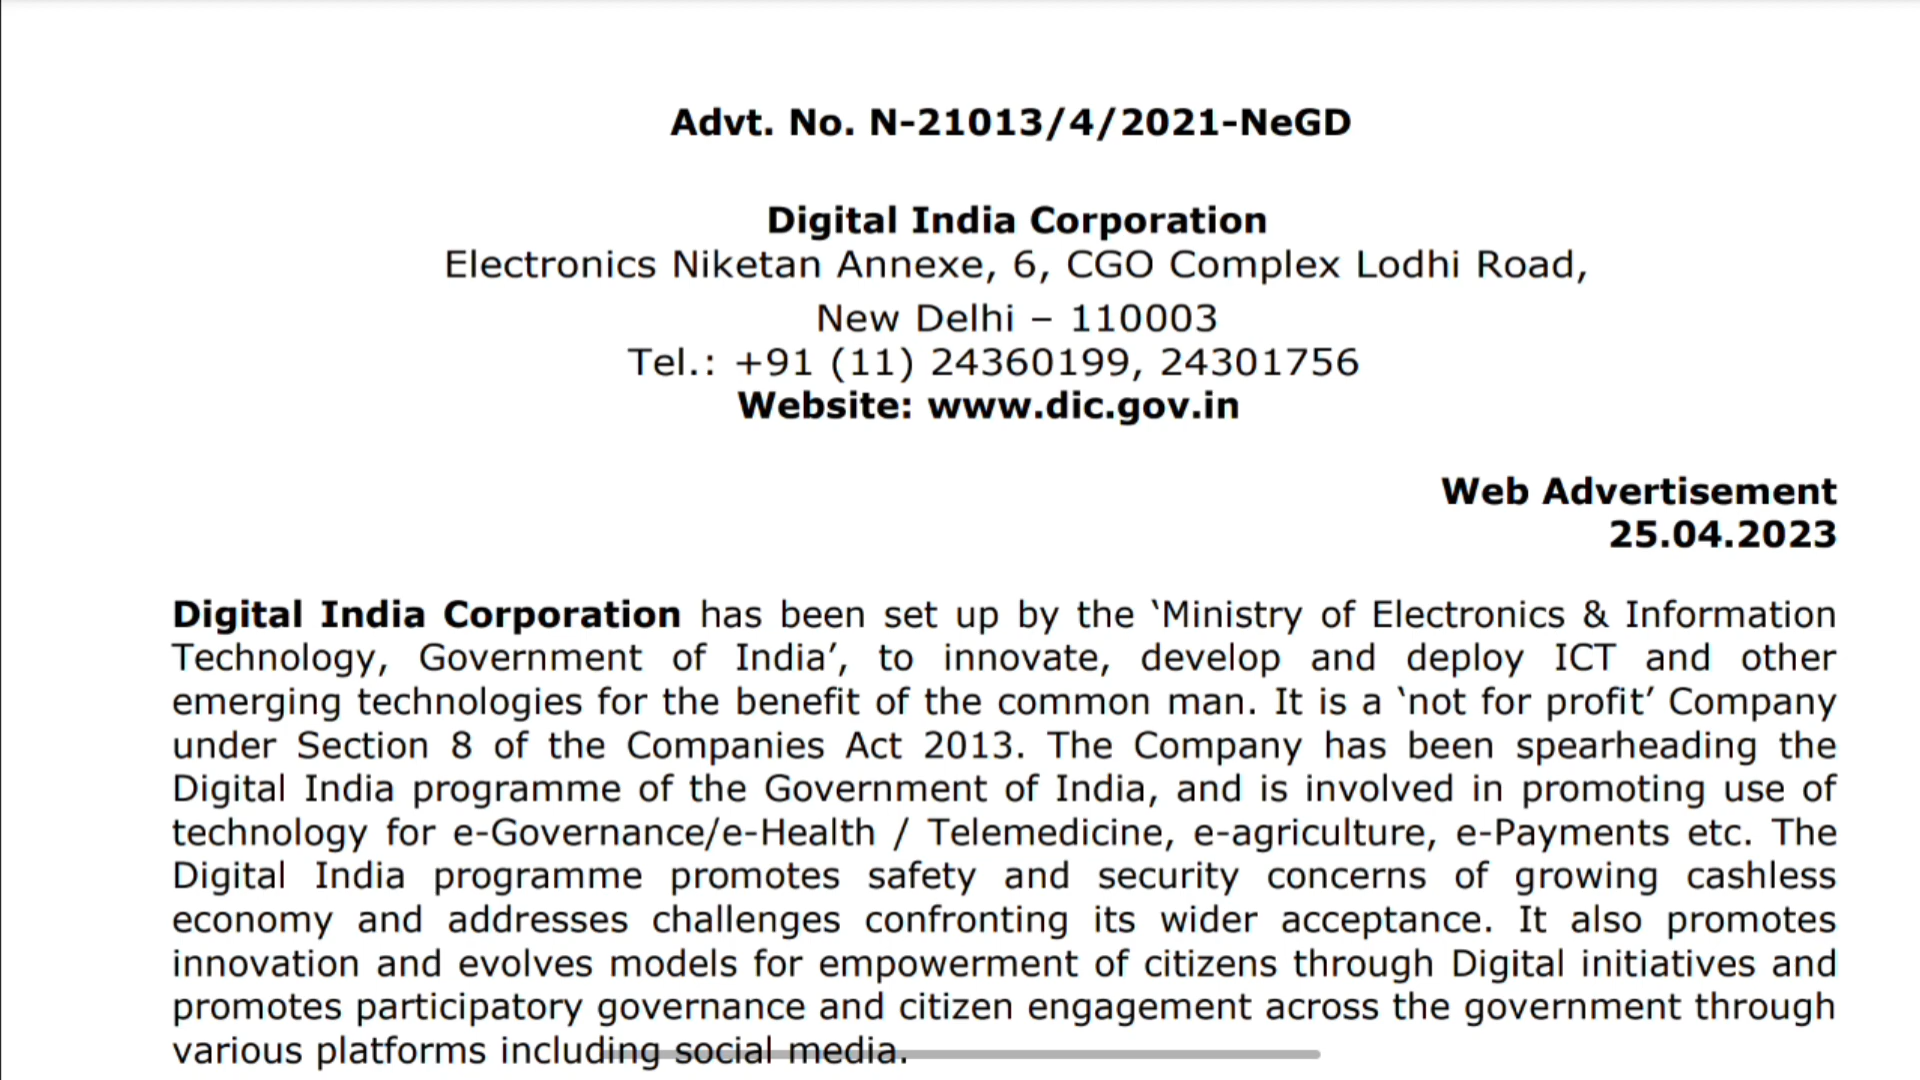 Advt. No. N-21013/4/2021-NeGD
Digital India Corporation
Electronics Niketan Annexe, 6, CGO Complex Lodhi Road,
New Delhi – 110003
Tel.: +91 (11) 24360199, 24301756
Website: www.dic.gov.in
Web Advertisement
25.04.2023
Digital India Corporation has been set up by the ‘Ministry of Electronics & Information
Technology, Government of India’, to innovate, develop and deploy ICT and other
emerging technologies for the benefit of the common man. It is a ‘not for profit’ Company
under Section 8 of the Companies Act 2013. The Company has been spearheading the
Digital India programme of the Government of India, and is involved in promoting use of
technology for e-Governance/e-Health / Telemedicine, e-agriculture, e-Payments etc. The
Digital India programme promotes safety and security concerns of growing cashless
economy and addresses challenges confronting its wider acceptance. It also promotes
innovation and evolves models for empowerment of citizens through Digital initiatives and
promotes participatory governance and citizen engagement across the government through
various platforms including social media.